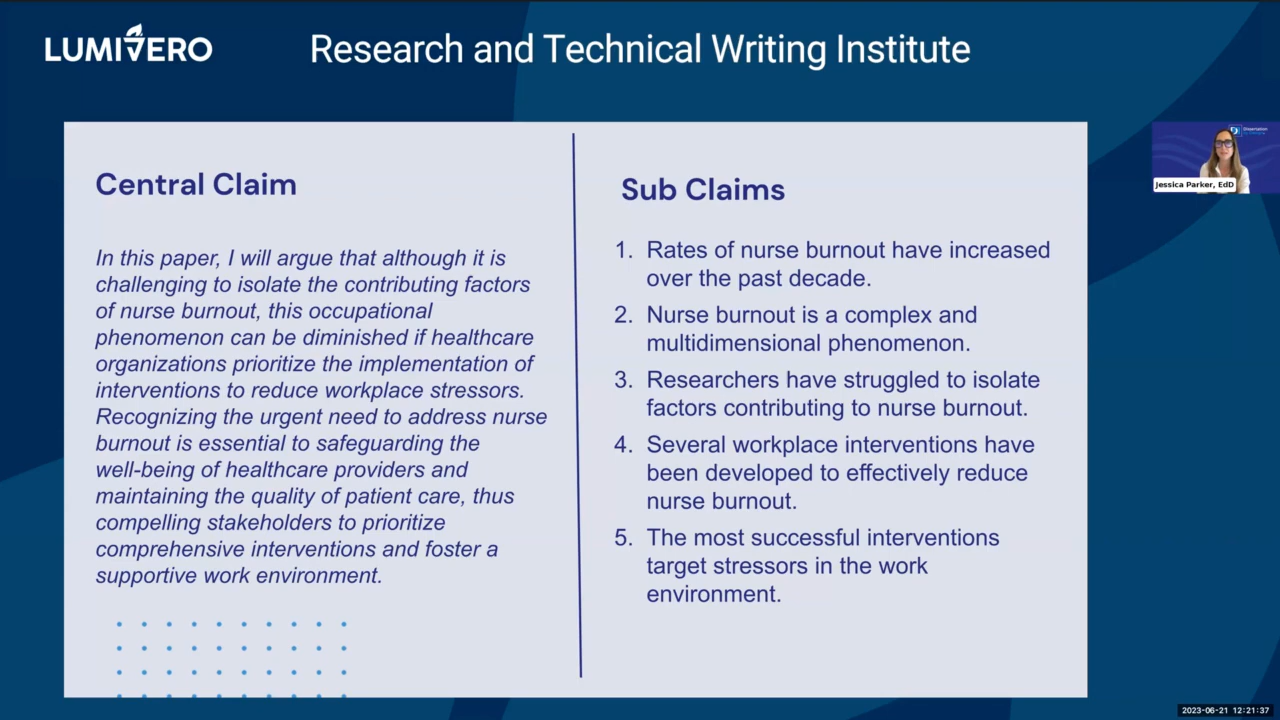 LUMIVERO
Research and Technical Writing Institute
Central Claim
In this paper, I will argue that although it is
challenging to isolate the contributing factors
of nurse burnout, this occupational
phenomenon can be diminished if healthcare
organizations prioritize the implementation of
interventions to reduce workplace stressors.
Recognizing the urgent need to address nurse
burnout is essential to safeguarding the
well-being of healthcare providers and
maintaining the quality of patient care, thus
compelling stakeholders to prioritize
comprehensive interventions and foster a
supportive work environment.
Sub Claims
1. Rates of nurse burnout have increased
over the past decade.
2. Nurse burnout is a complex and
multidimensional phenomenon.
3. Researchers have struggled to isolate
factors contributing to nurse burnout.
4. Several workplace interventions have
been developed to effectively reduce
nurse burnout.
5. The most successful interventions
target stressors in the work
environment.
Dissertation
Jessica Parker, EdD
2023-06-21 12:21:37